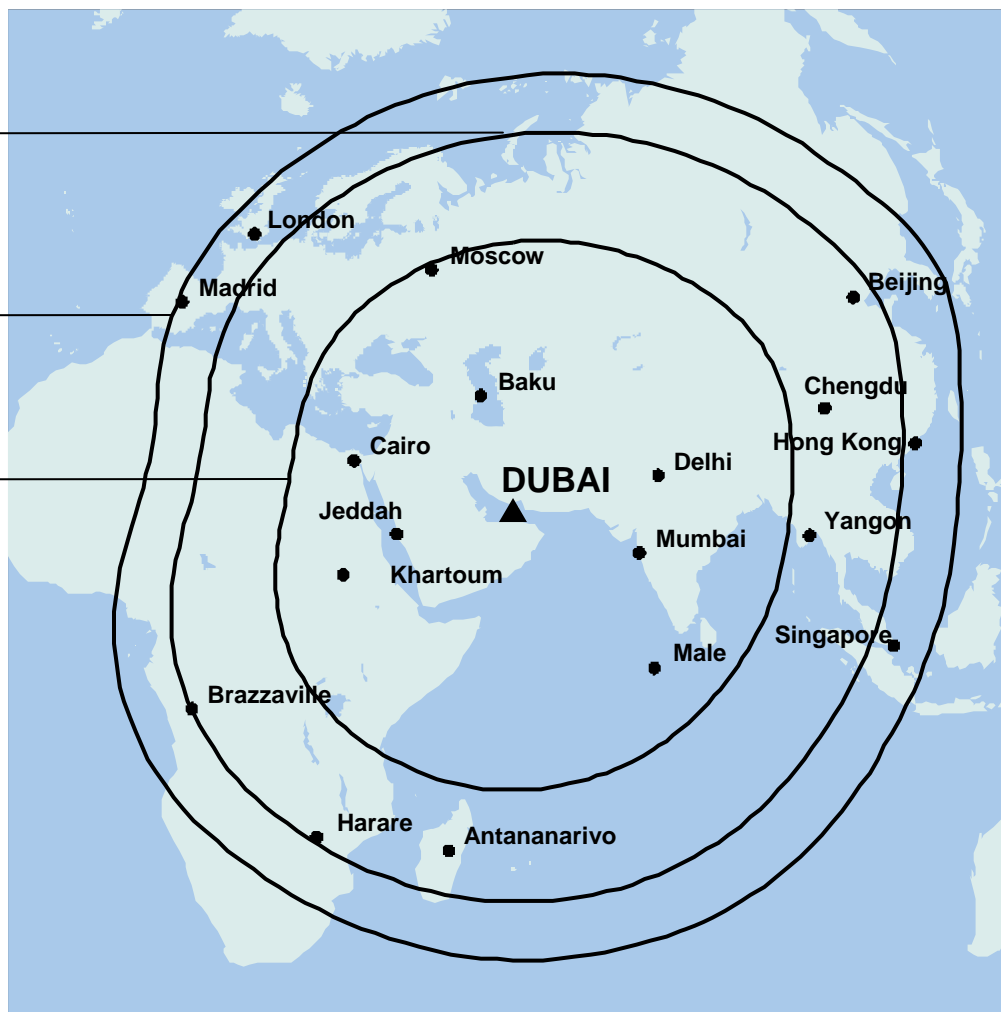 London
Moscow
Madrid
Beijing
Baku
Chengdu
Hong Kong
Cairo
Delhi
DUBAI
Jeddah
Yangon
Mumbai
Khartoum
Singapore
Male
Brazzaville
Harare
Antananarivo